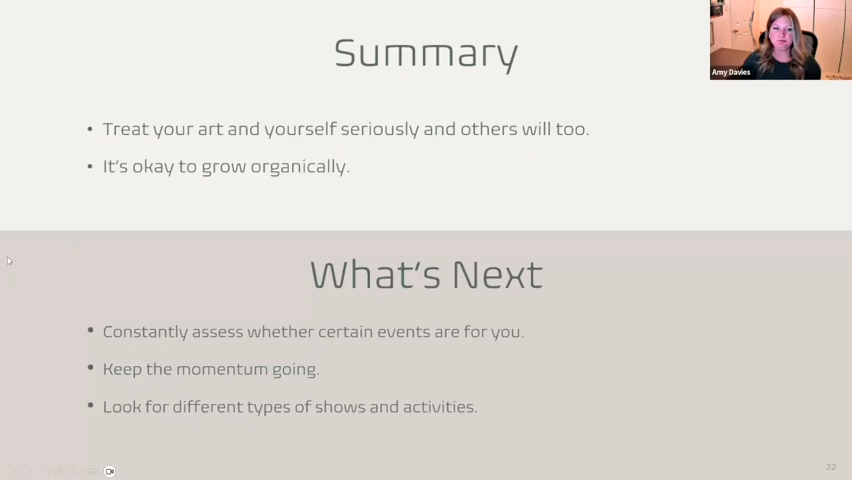 Summary
Amy Davies
• Treat your art and yourself seriously and others will too.
• It's okay to grow organically.
What's Next
• Constantly assess whether certain events are for you.
• Keep the momentum going.
• Look for different types of shows and activities.
22